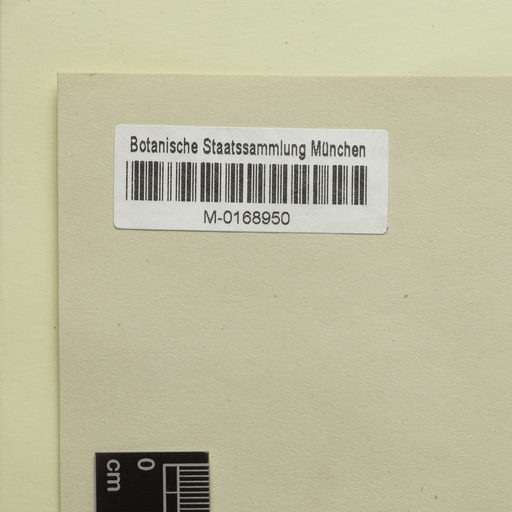 Botanische Staatssammlung München
M-0168950
0
cm